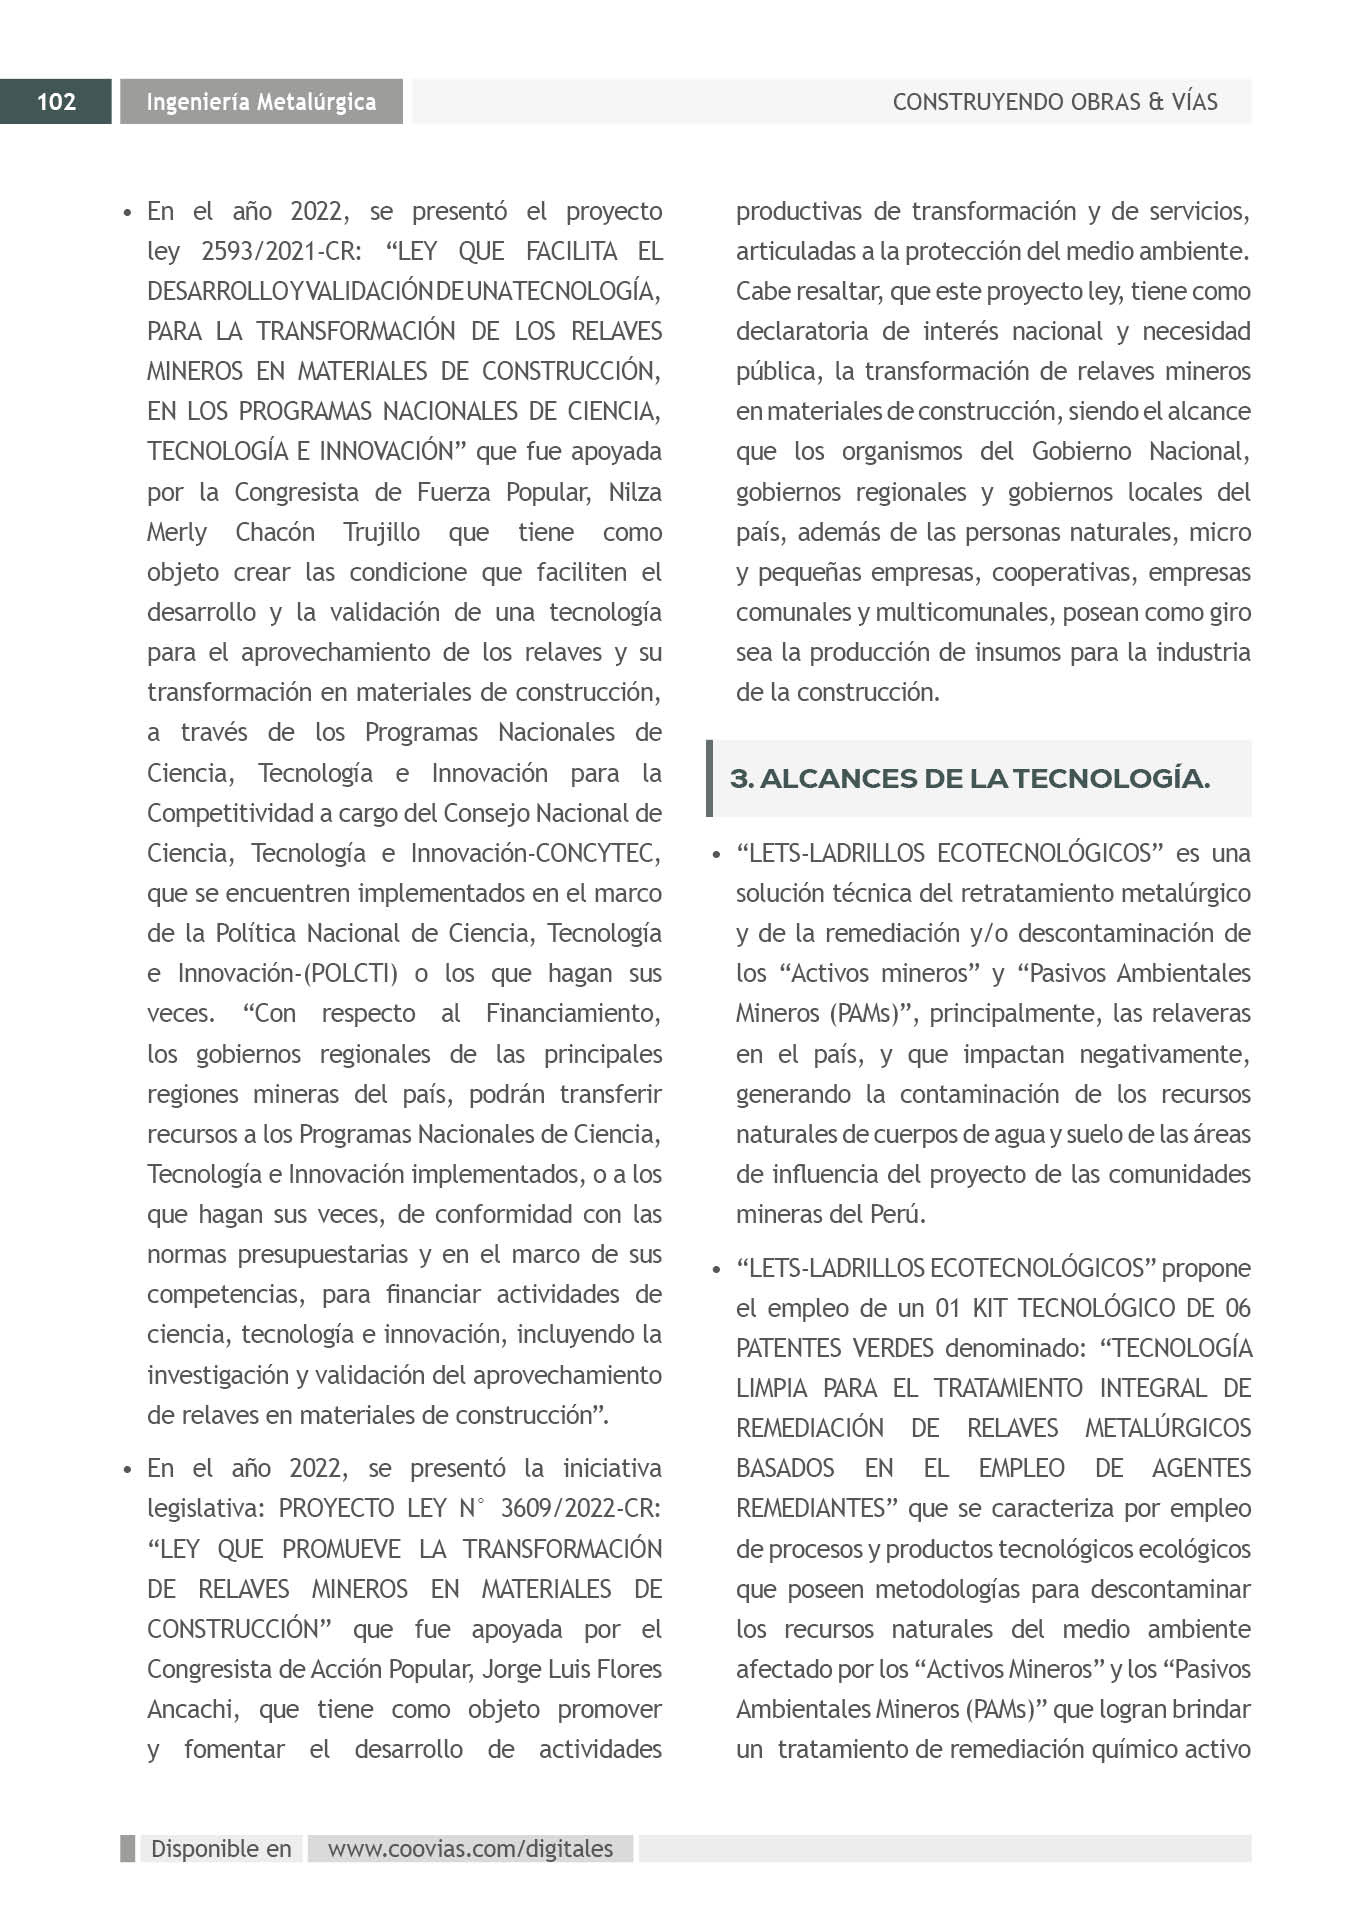 102 Ingeniería Metalúrgica CONSTRUYENDO OBRAS & VÍAS
• En el año 2022, se presentó el proyecto
ley 2593/2021-CR: “LEY QUE FACILITA EL
DESARROLLO Y VALIDACIÓN DE UNA TECNOLOGÍA,
PARA LA TRANSFORMACIÓN DE LOS RELAVES
MINEROS EN MATERIALES DE CONSTRUCCIÓN,
EN LOS PROGRAMAS NACIONALES DE CIENCIA,
TECNOLOGÍA E INNOVACIÓN” que fue apoyada
por la Congresista de Fuerza Popular, Nilza
Merly Chacón Trujillo que tiene como
objeto crear las condicione que faciliten el
desarrollo y la validación de una tecnología
para el aprovechamiento de los relaves y su
transformación en materiales de construcción,
a través de los Programas Nacionales de
Ciencia, Tecnología e Innovación para la
Competitividad a cargo del Consejo Nacional de
Ciencia, Tecnología e Innovación-CONCYTEC,
que se encuentren implementados en el marco
de la Política Nacional de Ciencia, Tecnología
e Innovación-(POLCTI) o los que hagan sus
veces. “Con respecto al Financiamiento,
los gobiernos regionales de las principales
regiones mineras del país, podrán transferir
recursos a los Programas Nacionales de Ciencia,
Tecnología e Innovación implementados, o a los
que hagan sus veces, de conformidad con las
normas presupuestarias y en el marco de sus
competencias, para financiar actividades de
ciencia, tecnología e innovación, incluyendo la
investigación y validación del aprovechamiento
de relaves en materiales de construcción”.
• En el año 2022, se presentó la iniciativa
legislativa: PROYECTO LEY N° 3609/2022-CR:
“LEY QUE PROMUEVE LA TRANSFORMACIÓN
DE RELAVES MINEROS EN MATERIALES DE
CONSTRUCCIÓN” que fue apoyada por el
Congresista de Acción Popular, Jorge Luis Flores
Ancachi, que tiene como objeto promover
y fomentar el desarrollo de actividades
productivas de transformación y de servicios,
articuladas a la protección del medio ambiente.
Cabe resaltar, que este proyecto ley, tiene como
declaratoria de interés nacional y necesidad
pública, la transformación de relaves mineros
en materiales de construcción, siendo el alcance
que los organismos del Gobierno Nacional,
gobiernos regionales y gobiernos locales del
país, además de las personas naturales, micro
y pequeñas empresas, cooperativas, empresas
comunales y multicomunales, posean como giro
sea la producción de insumos para la industria
de la construcción.
3. ALCANCES DE LA TECNOLOGÍA.
• “LETS-LADRILLOS ECOTECNOLÓGICOS” es una
solución técnica del retratamiento metalúrgico
y de la remediación y/o descontaminación de
los “Activos mineros” y “Pasivos Ambientales
Mineros (PAMs)”, principalmente, las relaveras
en el país, y que impactan negativamente,
generando la contaminación de los recursos
naturales de cuerpos de agua y suelo de las áreas
de influencia del proyecto de las comunidades
mineras del Perú.
• “LETS-LADRILLOS ECOTECNOLÓGICOS” propone
el empleo de un 01 KIT TECNOLÓGICO DE 06
PATENTES VERDES denominado: “TECNOLOGÍA
LIMPIA PARA EL TRATAMIENTO INTEGRAL DE
REMEDIACIÓN DE RELAVES METALÚRGICOS
BASADOS EN EL EMPLEO DE AGENTES
REMEDIANTES” que se caracteriza por empleo
de procesos y productos tecnológicos ecológicos
que poseen metodologías para descontaminar
los recursos naturales del medio ambiente
afectado por los “Activos Mineros” y los “Pasivos
Ambientales Mineros (PAMs)” que logran brindar
un tratamiento de remediación químico activo
Disponible en www.coovias.com/digitales